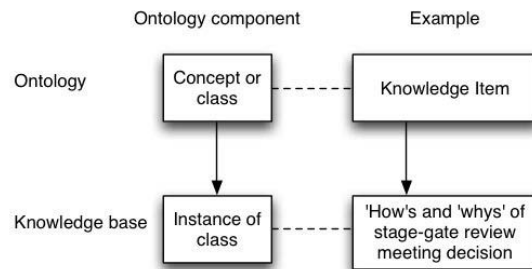 Ontology component
Example
Ontology
Concept or
class
Knowledge Item
Knowledge base
Instance of
class
'How's and 'whys' of
stage-gate review
meeting decision